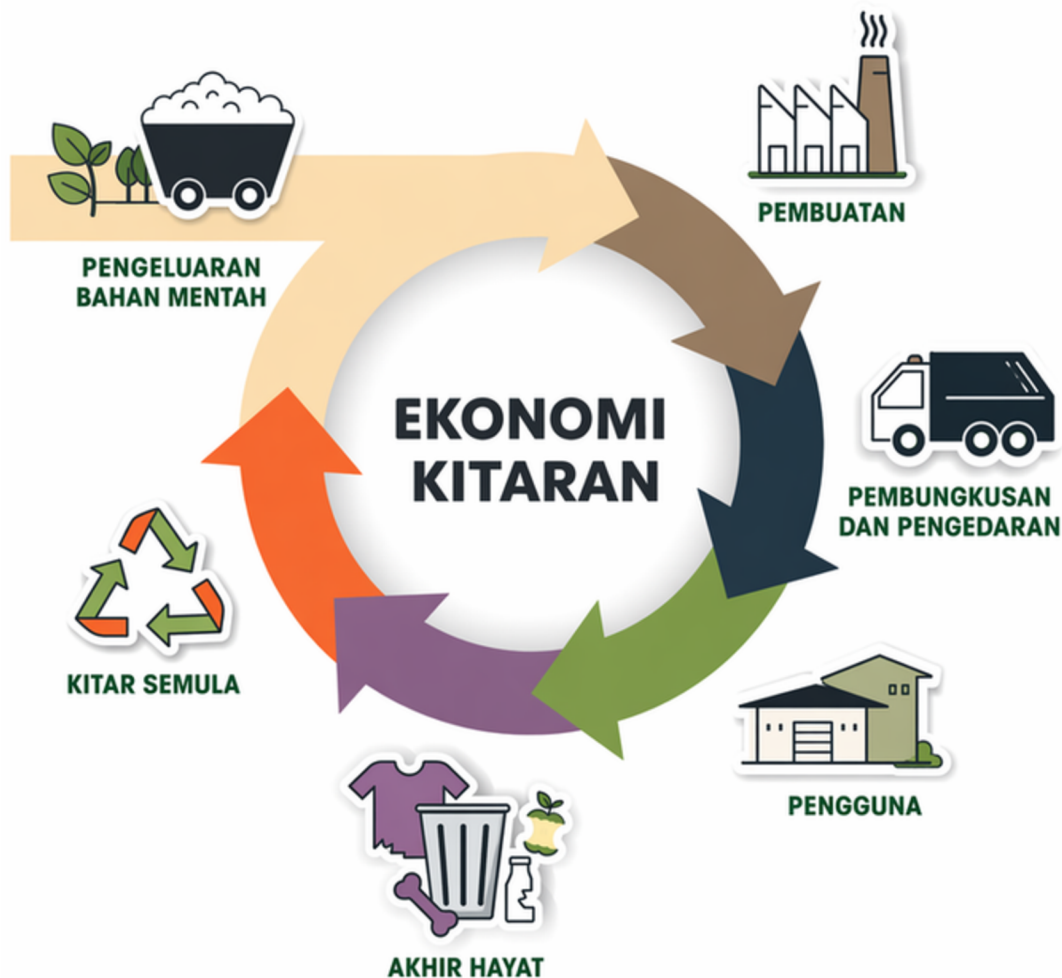 PENGELUARAN
BAHAN MENTAH
PEMBUATAN
EKONOMI
KITARAN
PEMBUNGKUSAN
DAN PENGEDARAN
KITAR SEMULA
PENGGUNA
AKHIR HAYAT